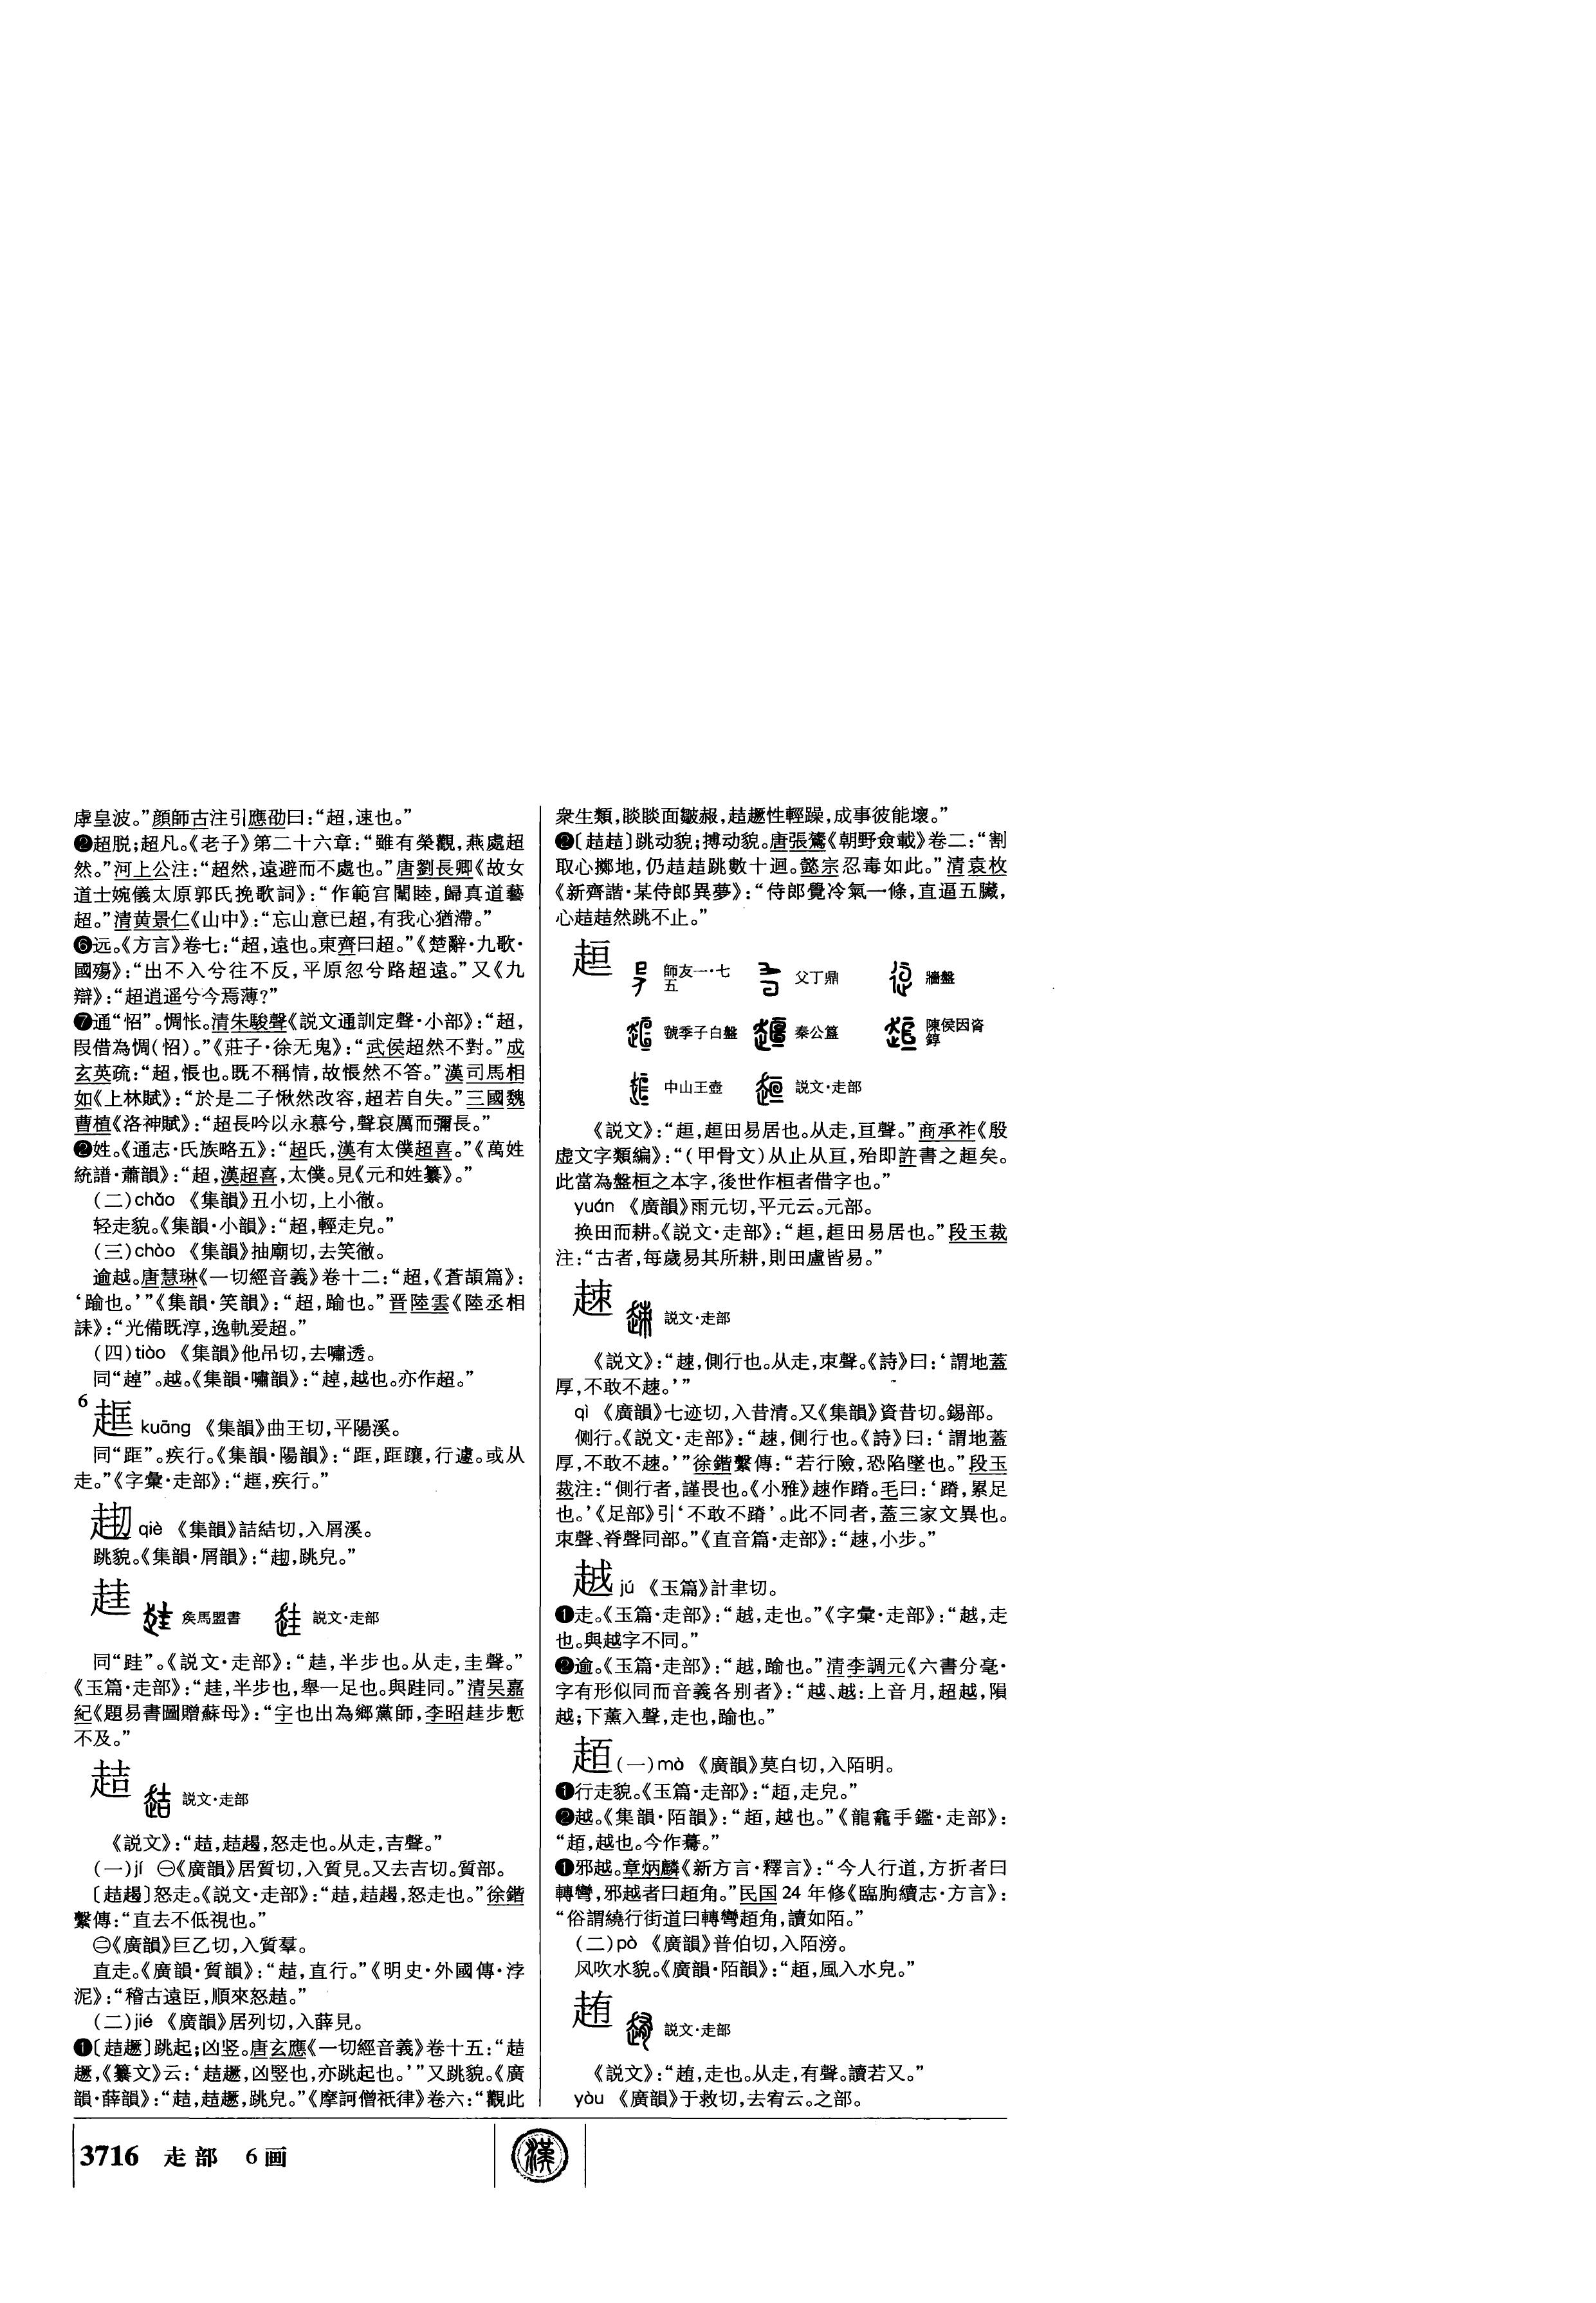 虖皇波。”顔師古注引應劭曰：“超，速也。”
❷超脱；超凡。《老子》第二十六章：“雖有榮觀，燕處超
然。”河上公注：“超然，遠避而不處也。”唐劉長卿《故女
道士婉儀太原郭氏挽歌詞》：“作範宫闈睦，歸真道藝
超。”清黄景仁《山中》：“忘山意已超，有我心猶滯。”
❻远。《方言》卷七：“超，遠也。東齊曰超。”《楚辭·九歌·
國殤》：“出不入兮往不反，平原忽兮路超遠。”又《九
辯》：“超逍遥兮今焉薄？”
❼通“怊”。惆怅。清朱駿聲《説文通訓定聲·小部》：“超，
叚借為惆（怊）。”《莊子·徐无鬼》：“武侯超然不對。”成
玄英疏：“超，悵也。既不稱情，故悵然不答。”漢司馬相
如《上林賦》：“於是二子愀然改容，超若自失。”三國魏
曹植《洛神賦》：“超長吟以永慕兮，聲哀厲而彌長。”
❷姓。《通志·氏族略五》：“超氏，漢有太僕超喜。”《萬姓
統譜·蕭韻》：“超，漢超喜，太僕。見《元和姓纂》。”
（二）chǎo 《集韻》丑小切，上小徹。
轻走貌。《集韻·小韻》：“超，輕走皃。”
（三）chòo 《集韻》抽廟切，去笑徹。
逾越。唐慧琳《一切經音義》卷十二：“超，《蒼頡篇》：
‘踰也。’”《集韻·笑韻》：“超，踰也。”晋陸雲《陸丞相
誄》：“光備既淳，逸軌爰超。”
（四）tiòo 《集韻》他吊切，去嘯透。
同“趠”。越。《集韻·嘯韻》：“趠，越也。亦作超。”
6
䟫 kuāng 《集韻》曲王切，平陽溪。
同“距”。疾行。《集韻·陽韻》：“，躟，行遽。或从
走。”《字彙·走部》：“，疾行。”
qiè 《集韻》詰結切，入屑溪。
跳貌。《集韻·屑韻》：“，跳皃。”
趌 矦馬盟書 説文·走部
同“跬”。《説文·走部》：“䞨，半步也。从走，圭聲。”
《玉篇·走部》：“䞨，半步也，舉一足也。與跬同。”清吴嘉
紀《題易書圖贈蘇母》：“宇也出為鄉黨師，李昭䞨步慙
不及。”
趌 説文·走部
《説文》：“趌，趌趨，怒走也。从走，吉聲。”
（一）jí ㊀《廣韻》居質切，入質見。又去吉切。質部。
〔趌〕怒走。《説文·走部》：“趌，趌，怒走也。”徐鍇
繫傳：“直去不低視也。”
㊁《廣韻》巨乙切，入質羣。
直走。《廣韻·質韻》：“趌，直行。”《明史·外國傳·浡
泥》：“稽古遠臣，順來怒趌。”
（二）jié 《廣韻》居列切，入薛見。
❶〔趌趰〕跳起；凶竖。唐玄應《一切經音義》卷十五：“趌
趰，《纂文》云：‘趌趰，凶竪也，亦跳起也。’”又跳貌。《廣
韻·薛韻》：“趌，趌趰，跳皃。”《摩訶僧祇律》卷六：“觀此
衆生類，睒睒面皺赧，趌趰性輕躁，成事彼能壞。”
❷〔趌趌〕跳动貌；搏动貌。唐張鷟《朝野僉載》卷二：“割
取心擲地，仍趌趌跳數十迴。懿宗忍毒如此。”清袁枚
《新齊諧·某侍郎異夢》：“侍郎覺冷氣一條，直逼五臟，
心趌趌然跳不止。”
趄 師友一·七五 父丁鼎 牆盤
虢季子白盤 秦公簋 陳侯因𬯎錞
中山王壺 説文·走部
《説文》：“趄，趄田易居也。从走，亘聲。”商承祚《殷
虚文字類編》：“（甲骨文）从止从亘，殆即許書之趄矣。
此當為盤桓之本字，後世作桓者借字也。”
yuán 《廣韻》雨元切，平元云。元部。
换田而耕。《説文·走部》：“趄，趄田易居也。”段玉裁
注：“古者，每歲易其所耕，則田廬皆易。”
䞿 説文·走部
《説文》：“䞿，側行也。从走，朿聲。《詩》曰：‘謂地蓋
厚，不敢不䞿。’”
qì 《廣韻》七迹切，入昔清。又《集韻》資昔切。錫部。
侧行。《説文·走部》：“䞿，側行也。《詩》曰：‘謂地蓋
厚，不敢不䞿。’”徐鍇繫傳：“若行險，恐陷墜也。”段玉
裁注：“側行者，謹畏也。《小雅》䞿作蹐。毛曰：‘蹐，累足
也。’《足部》引‘不敢不蹐’。此不同者，蓋三家文異也。
朿聲、脊聲同部。”《直音篇·走部》：“䞿，小步。”
jú 《玉篇》計聿切。
❶走。《玉篇·走部》：“，走也。”《字彙·走部》：“，走
也。與越字不同。”
❷逾。《玉篇·走部》：“，踰也。”清李調元《六書分毫·
字有形似同而音義各别者》：“越、：上音月，超越，隕
越；下薰入聲，走也，踰也。”
趏（一）mò 《廣韻》莫白切，入陌明。
❶行走貌。《玉篇·走部》：“，走皃。”
❷越。《集韻·陌韻》：“，越也。”《龍龕手鑑·走部》：
“，越也。今作驀。”
❶邪越。章炳麟《新方言·釋言》：“今人行道，方折者曰
轉彎，邪越者曰角。”民国24年修《臨朐續志·方言》：
“俗謂繞行街道曰轉彎角，讀如陌。”
（二）pò 《廣韻》普伯切，入陌滂。
风吹水貌。《廣韻·陌韻》：“，風入水皃。”
䞥 説文·走部
《説文》：“，走也。从走，有聲。讀若又。”
yòu 《廣韻》于救切，去宥云。之部。
3716 走部 6画
漢